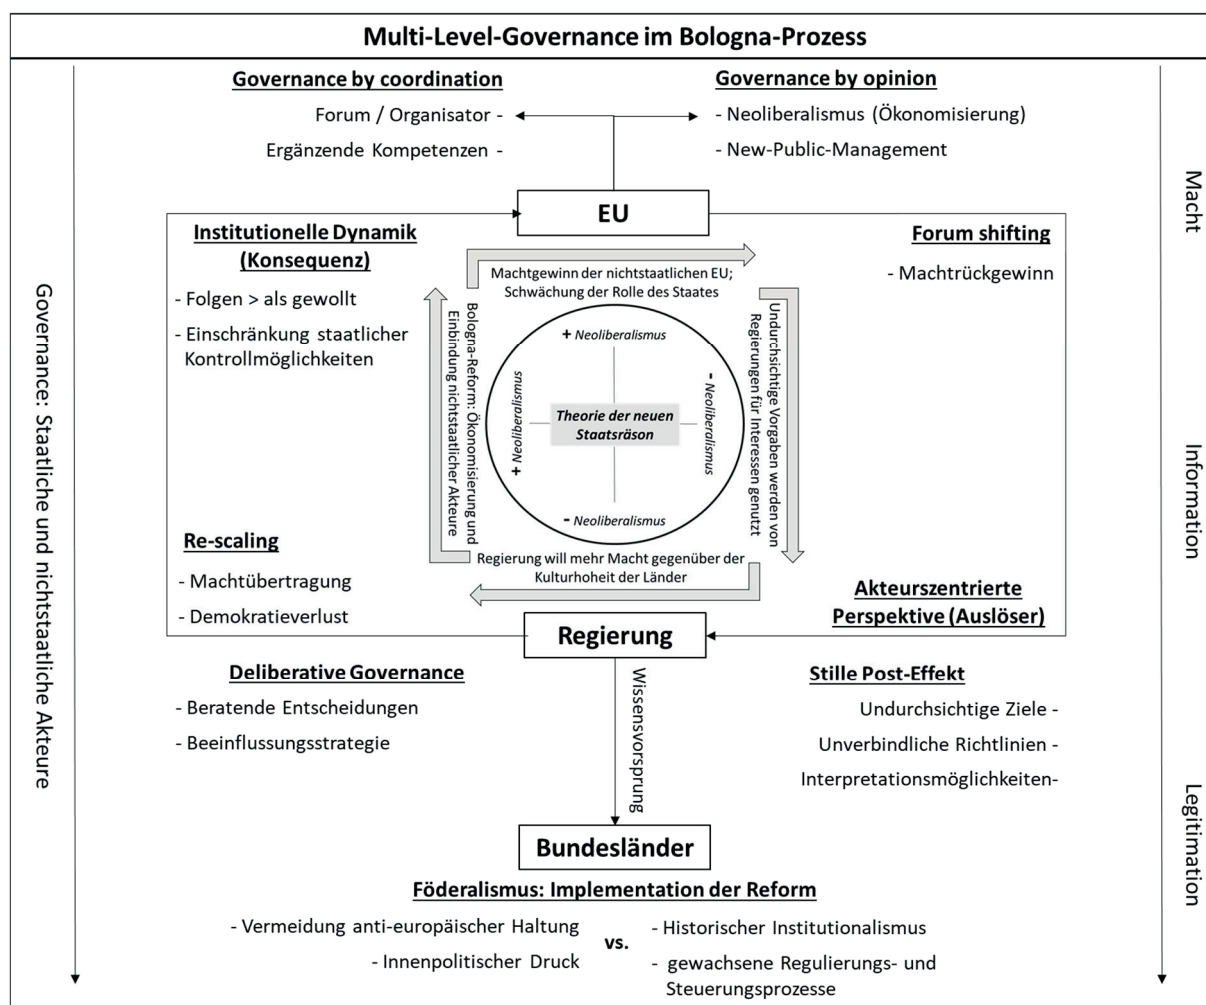 Multi-Level-Governance im Bologna-Prozess
Governance by coordination
Forum / Organisator -
Ergänzende Kompetenzen -
Governance by opinion
- Neoliberalismus (Ökonomisierung)
- New-Public-Management
EU
Institutionelle Dynamik
(Konsequenz)
- Folgen > als gewollt
- Einschränkung staatlicher
Kontrollmöglichkeiten
Forum shifting
- Machtrückgewinn
Machtgewinn der nichtstaatlichen EU;
Schwächung der Rolle des Staates
Bologna-Reform: Ökonomisierung und
Einbindung nichtstaatlicher Akteure
Undurchsichtige Vorgaben werden von
Regierungen für Interessen genutzt
+ Neoliberalismus
+ Neoliberalismus
- Neoliberalismus
Theorie der neuen
Staatsräson
- Neoliberalismus
Regierung will mehr Macht gegenüber der
Kulturhoheit der Länder
Re-scaling
- Machtübertragung
- Demokratieverlust
Akteurszentrierte
Perspektive (Auslöser)
Regierung
Deliberative Governance
- Beratende Entscheidungen
- Beeinflussungsstrategie
Wissensvorsprung
Stille Post-Effekt
Undurchsichtige Ziele -
Unverbindliche Richtlinien -
Interpretationsmöglichkeiten-
Bundesländer
Föderalismus: Implementation der Reform
- Vermeidung anti-europäischer Haltung
- Innenpolitischer Druck
vs.
- Historischer Institutionalismus
- gewachsene Regulierungs- und
Steuerungsprozesse
Governance: Staatliche und nichtstaatliche Akteure
Macht
Information
Legitimation